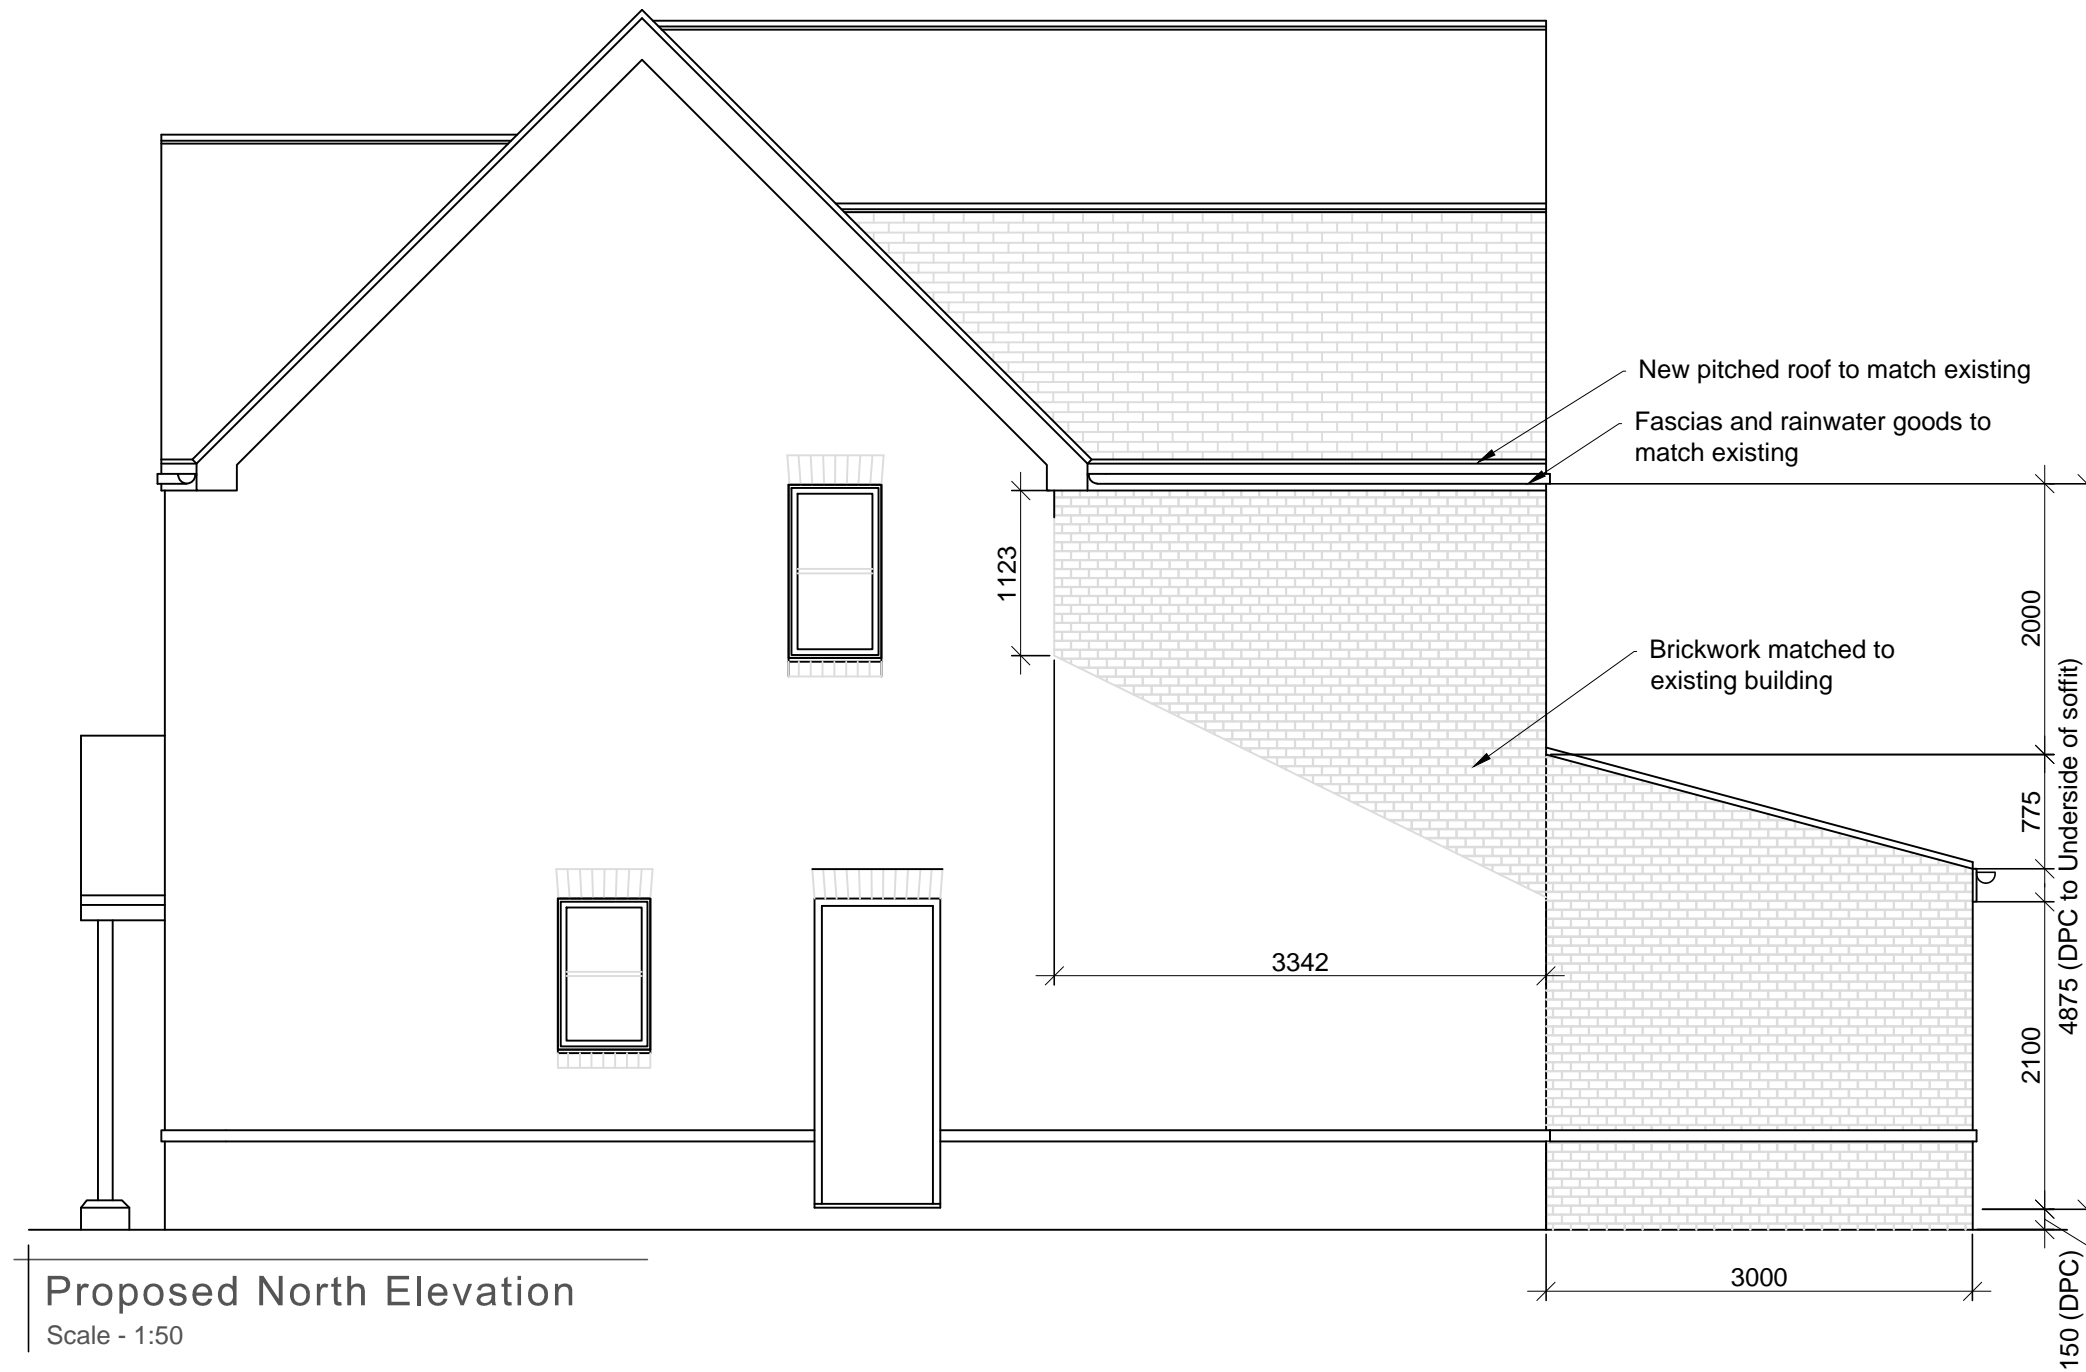 New pitched roof to match existing
Fascias and rainwater goods to
match existing
1123
2000
Brickwork matched to
existing building
775
4875 (DPC to Underside of soffit)
3342
2100
3000
150 (DPC)
Proposed North Elevation
Scale - 1:50